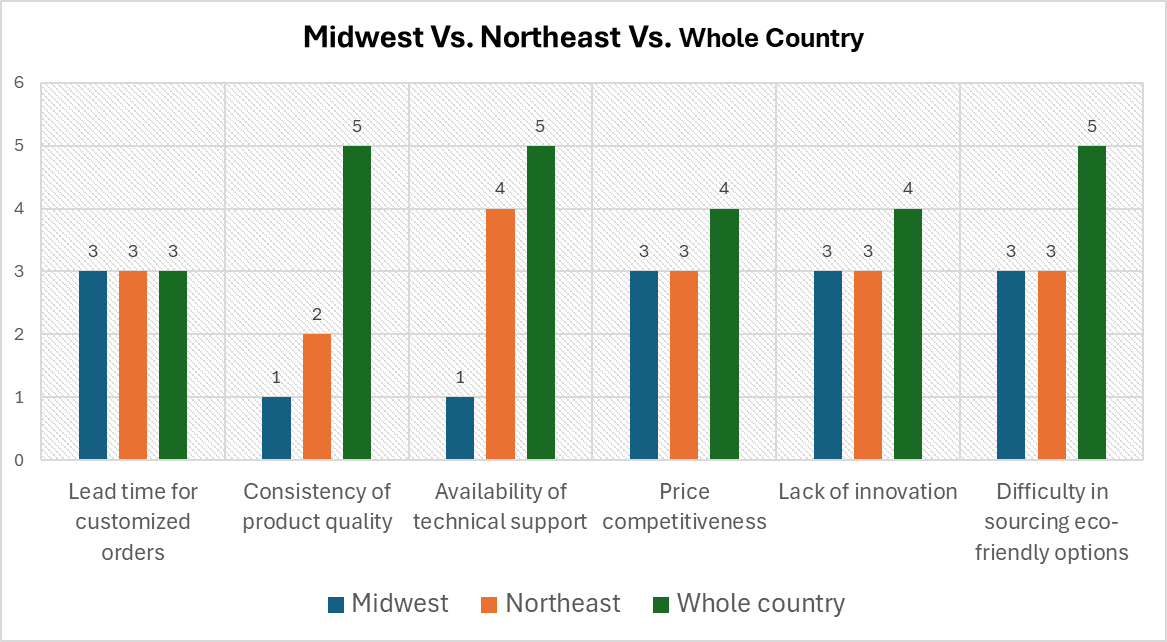 Midwest Vs. Northeast Vs. Whole Country
6
5
4
3
2
1
0
3 3 3
1 2 5
1 4 5
3 3 4
3 3 4
3 3 5
Lead time for
customized
orders
Consistency of
product quality
Availability of
technical support
Price
competitiveness
Lack of innovation
Difficulty in
sourcing eco-
friendly options
Midwest Northeast Whole country